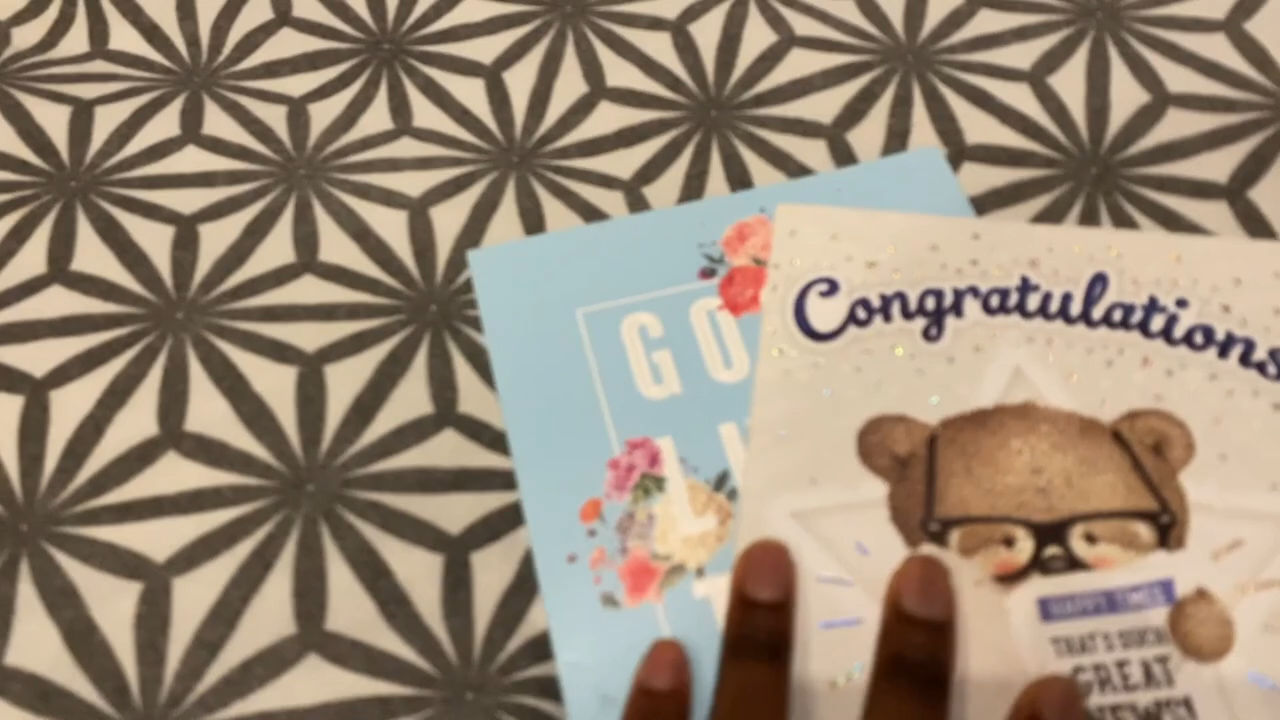 GO
Congratulations
HAPPY TIMES
THAT'S SUCH
GREAT
NEWS!